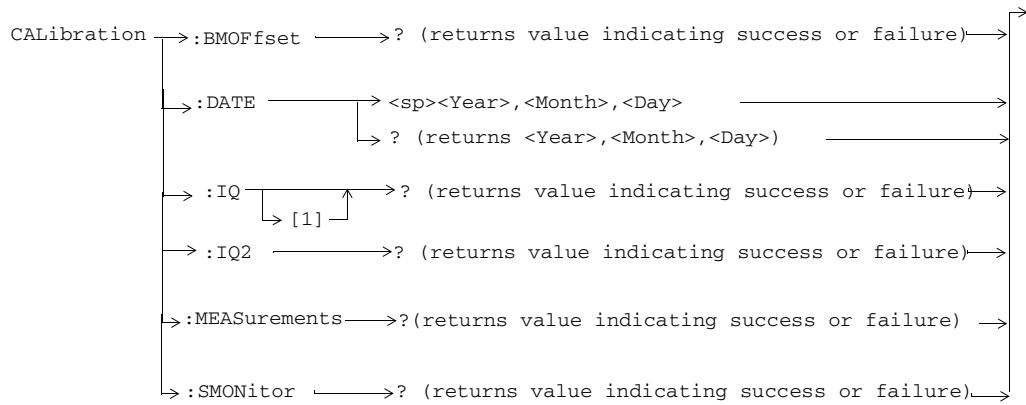 CALibration :BMOFfset ? (returns value indicating success or failure)
:DATE <sp><Year>,<Month>,<Day>
? (returns <Year>,<Month>,<Day>)
:IQ ? (returns value indicating success or failure)
[1]
:IQ2 ? (returns value indicating success or failure)
:MEASurements ?(returns value indicating success or failure)
:SMONitor ? (returns value indicating success or failure)